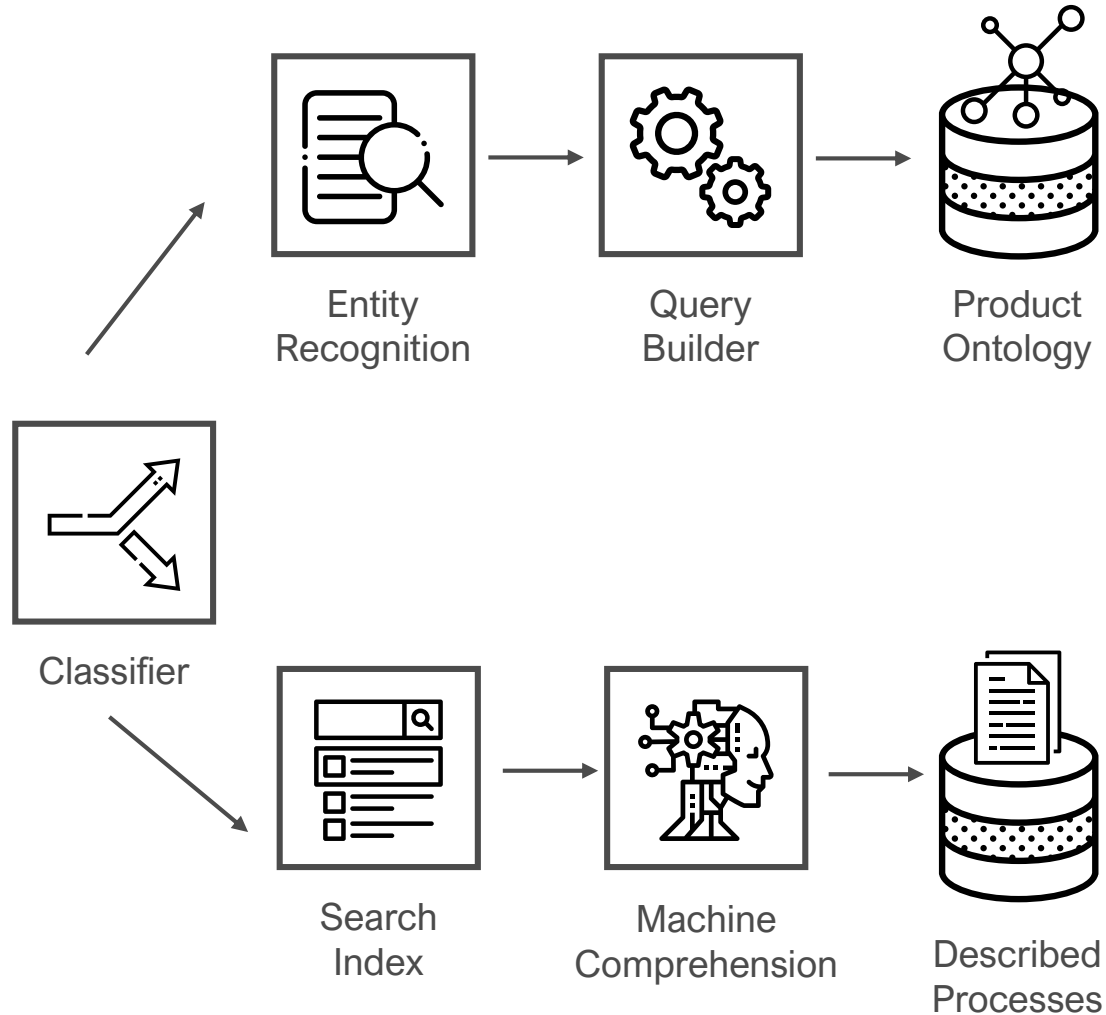 Entity
Recognition
Query
Builder
Product
Ontology
Classifier
Search
Index
Machine
Comprehension
Described
Processes